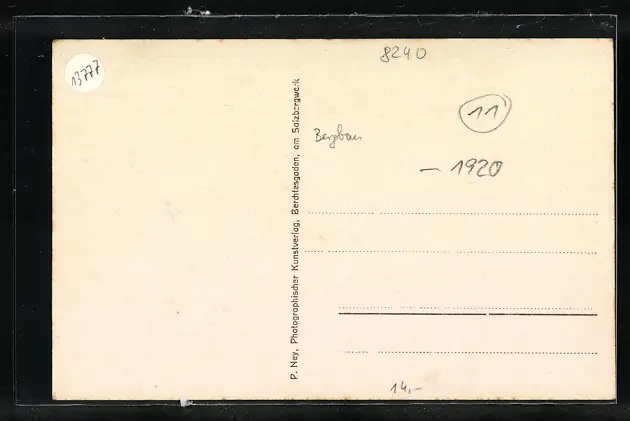 13777
8240
P. Ney, Photographischer Kunstverlag, Berchtesgaden, am Salzbergwerk
11
Bergbau
— 1920
14,-